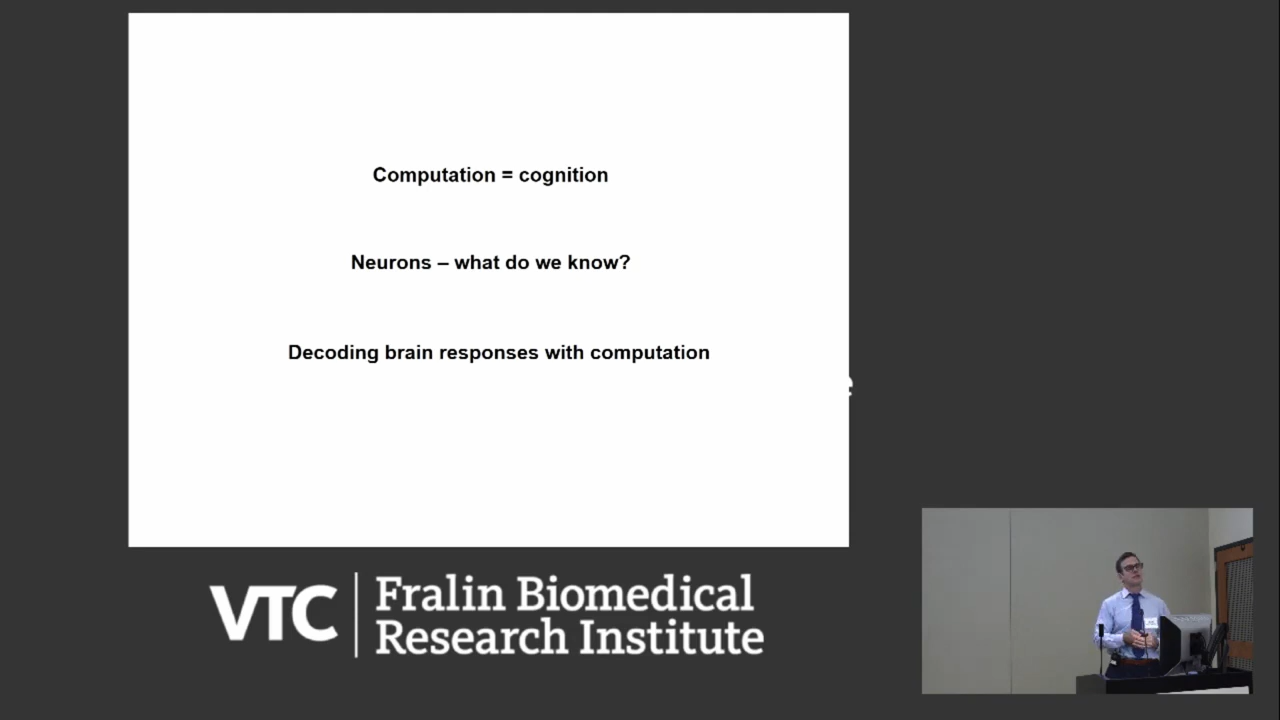 Computation = cognition
Neurons – what do we know?
Decoding brain responses with computation
e
VTC
Fralin Biomedical
Research Institute